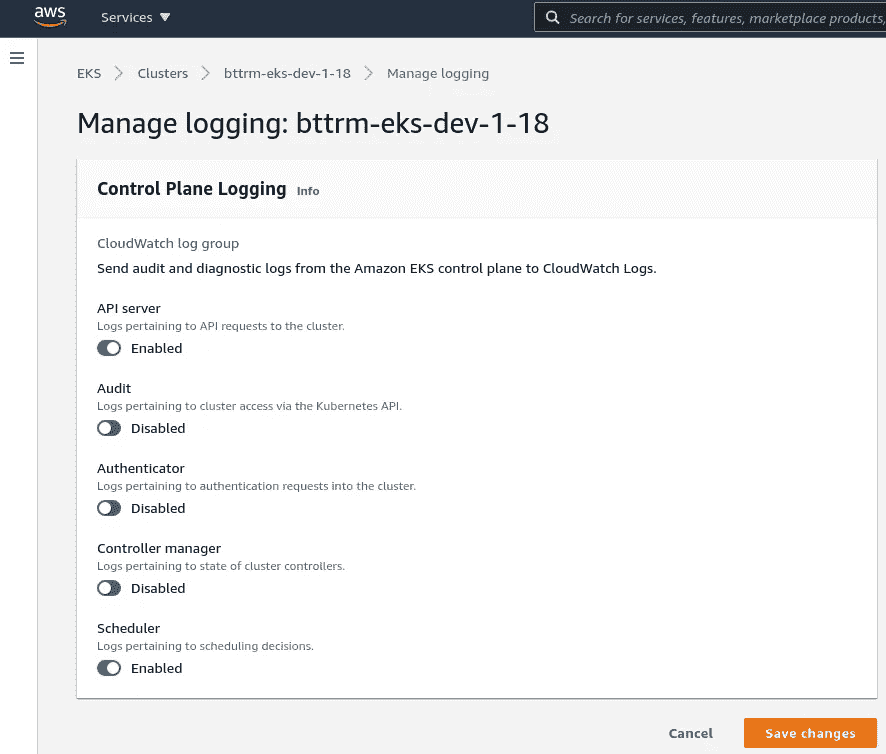 aws
Services ▼
Search for services, features, marketplace products,
EKS > Clusters > bttrm-eks-dev-1-18 > Manage logging
Manage logging: bttrm-eks-dev-1-18
Control Plane Logging Info
CloudWatch log group
Send audit and diagnostic logs from the Amazon EKS control plane to CloudWatch Logs.
API server
Logs pertaining to API requests to the cluster.
Enabled
Audit
Logs pertaining to cluster access via the Kubernetes API.
Disabled
Authenticator
Logs pertaining to authentication requests into the cluster.
Disabled
Controller manager
Logs pertaining to state of cluster controllers.
Disabled
Scheduler
Logs pertaining to scheduling decisions.
Enabled
Cancel
Save changes